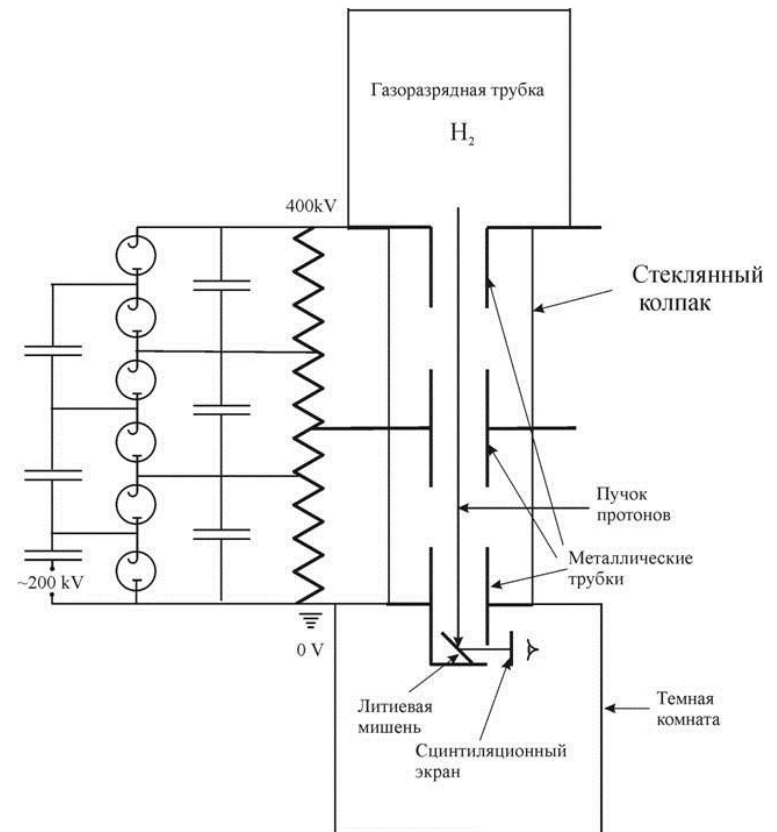 Газоразрядная трубка
H₂
400kV
Стеклянный
колпак
Пучок
протонов
Металлические
трубки
~200 kV
0 V
Литиевая
мишень
Сцинтиляционный
экран
Темная
комната